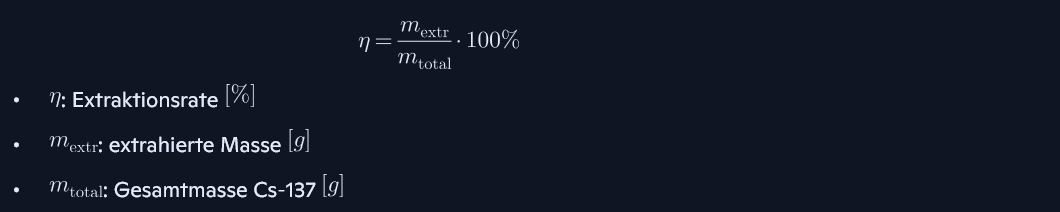 η = m_extr / m_total · 100%
• η: Extraktionsrate [%]
• m_extr: extrahierte Masse [g]
• m_total: Gesamtmasse Cs-137 [g]